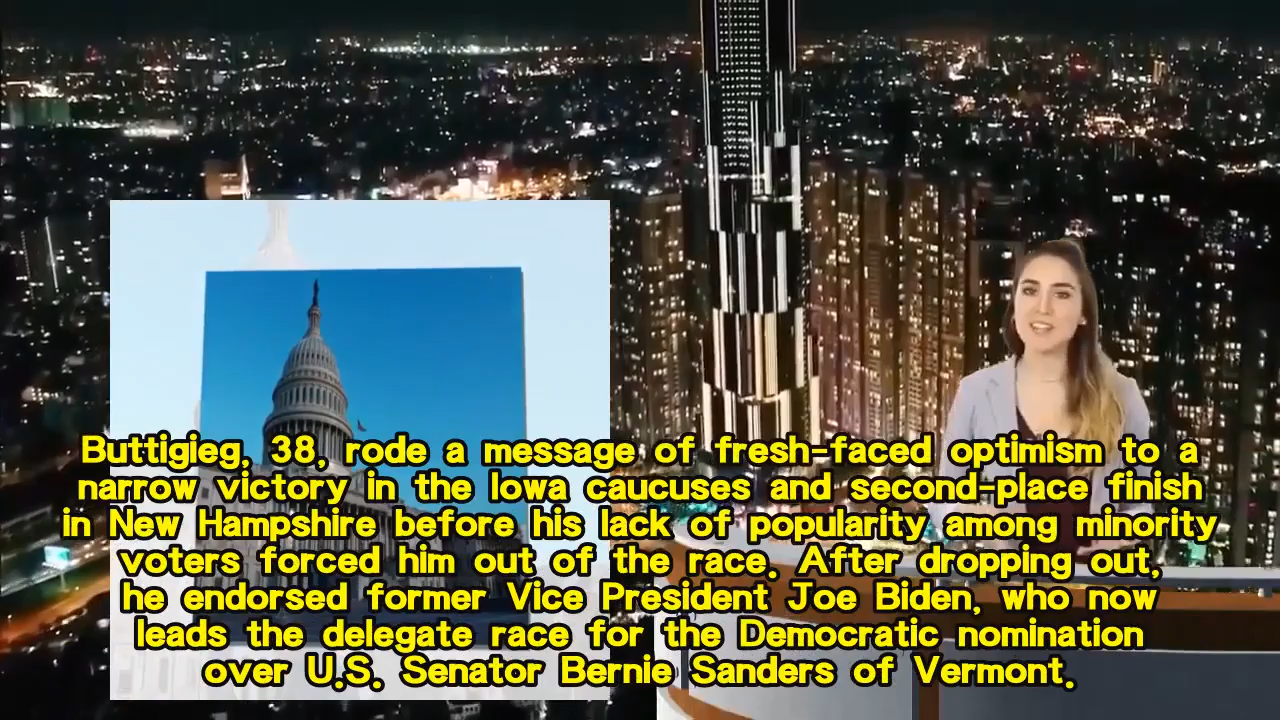 Buttigieg, 38, rode a message of fresh-faced optimism to a
narrow victory in the Iowa caucuses and second-place finish
in New Hampshire before his lack of popularity among minority
voters forced him out of the race. After dropping out,
he endorsed former Vice President Joe Biden, who now
leads the delegate race for the Democratic nomination
over U.S. Senator Bernie Sanders of Vermont.